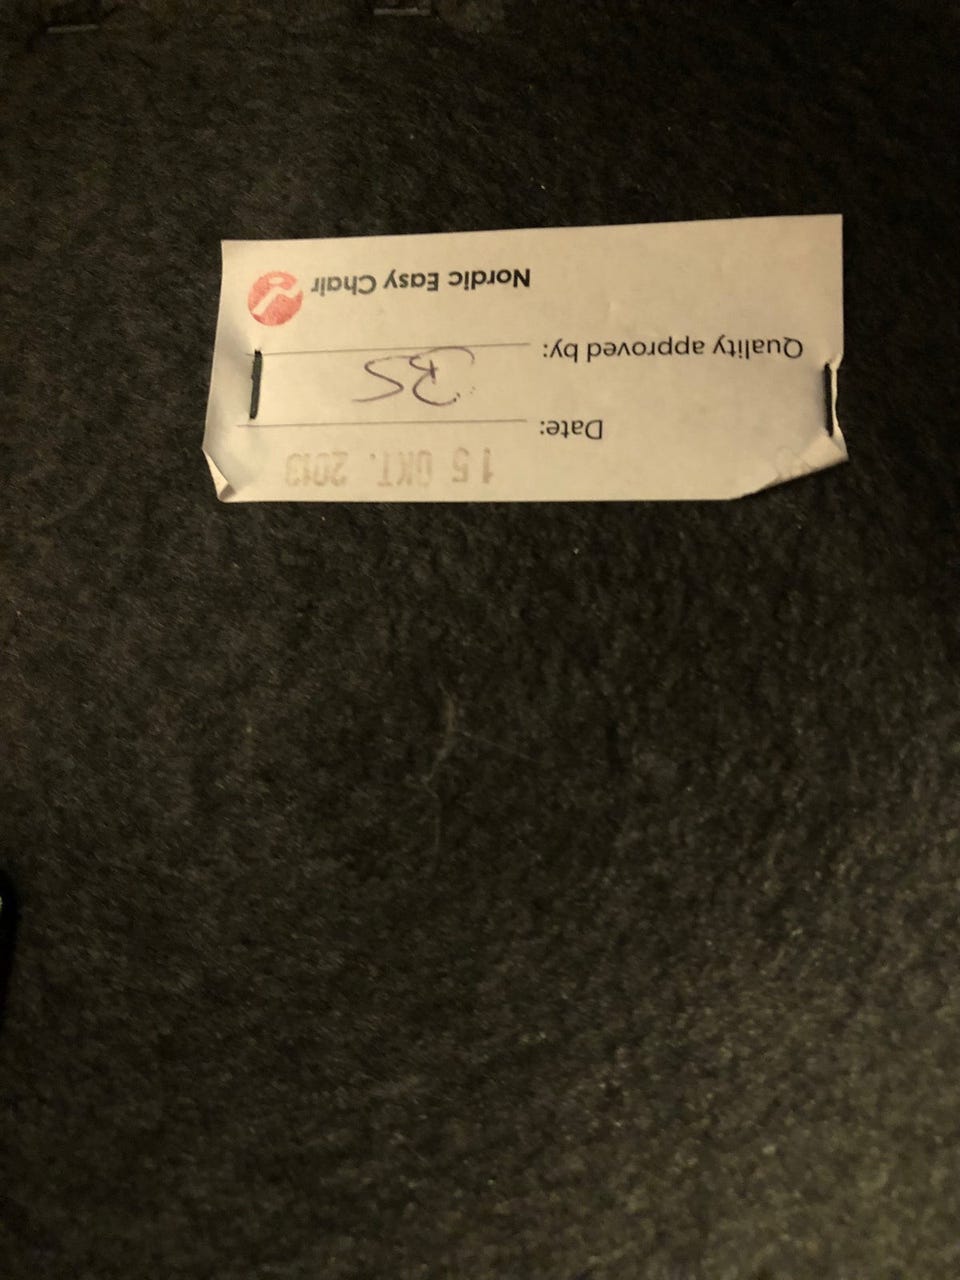 15 OKT. 2013
Date:
BS
Quality approved by:
Nordic Easy Chair